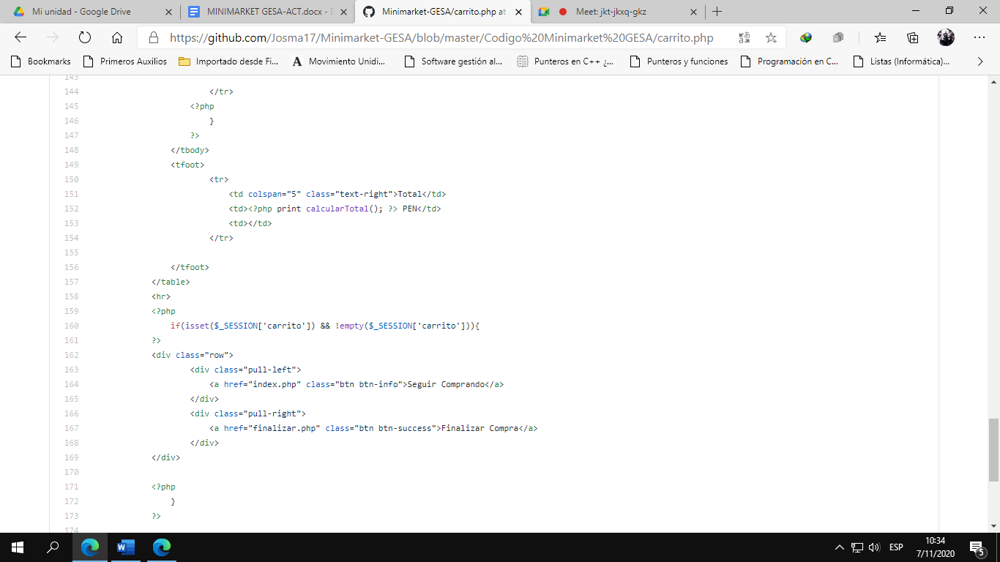 Mi unidad - Google Drive
MINIMARKET GESA-ACT.docx - D
Minimarket-GESA/carrito.php at
Meet: jkt-jkxq-gkz
https://github.com/Josma17/Minimarket-GESA/blob/master/Codigo%20Minimarket%20GESA/carrito.php
Bookmarks
Primeros Auxilios
Importado desde Fi...
Movimiento Unidi...
Software gestión al...
Punteros en C++ ¿...
Punteros y funciones
Programación en C...
Listas (Informática)...
143
144 </tr>
145 <?php
146 }
147 ?>
148 </tbody>
149 <tfoot>
150 <tr>
151 <td colspan="5" class="text-right">Total</td>
152 <td><?php print calcularTotal(); ?> PEN</td>
153 <td></td>
154 </tr>
155
156 </tfoot>
157 </table>
158 <hr>
159 <?php
160 if(isset($_SESSION['carrito']) && !empty($_SESSION['carrito'])){
161 ?>
162 <div class="row">
163 <div class="pull-left">
164 <a href="index.php" class="btn btn-info">Seguir Comprando</a>
165 </div>
166 <div class="pull-right">
167 <a href="finalizar.php" class="btn btn-success">Finalizar Compra</a>
168 </div>
169 </div>
170
171 <?php
172 }
173 ?>
174
ESP
10:34
7/11/2020
5